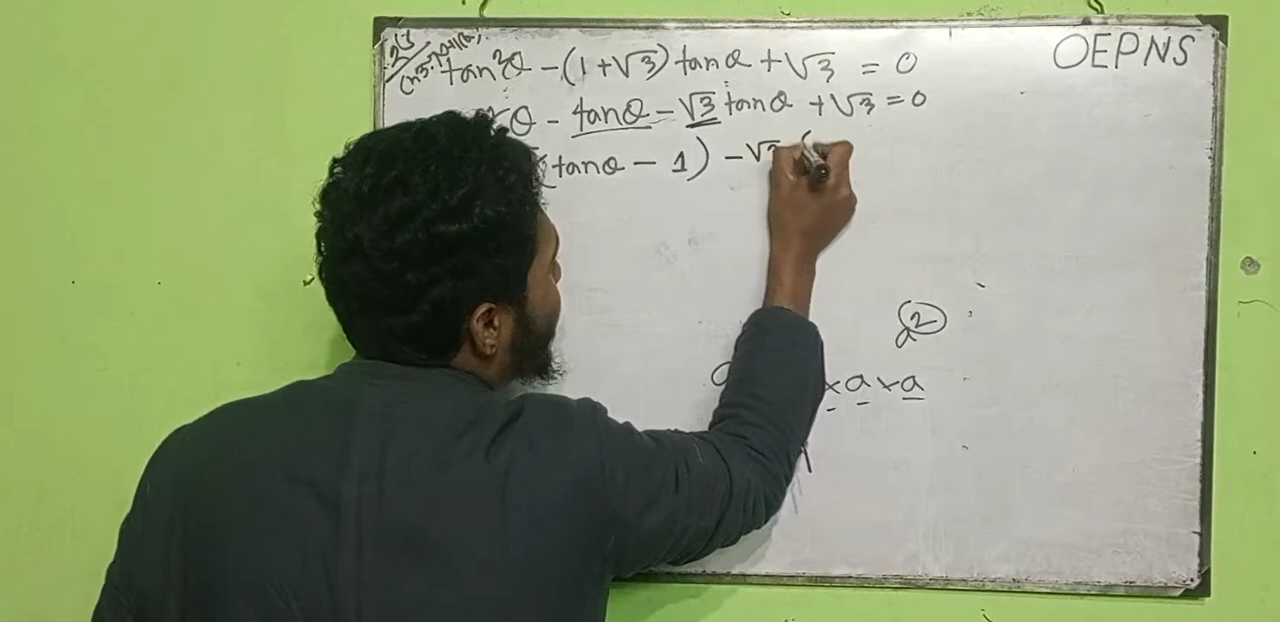 tan²θ - (1+√3) tanθ + √3 = 0
OEPNS
θ - tanθ - √3 tanθ + √3 = 0
(tanθ - 1) - √3 (
a²
×a×a